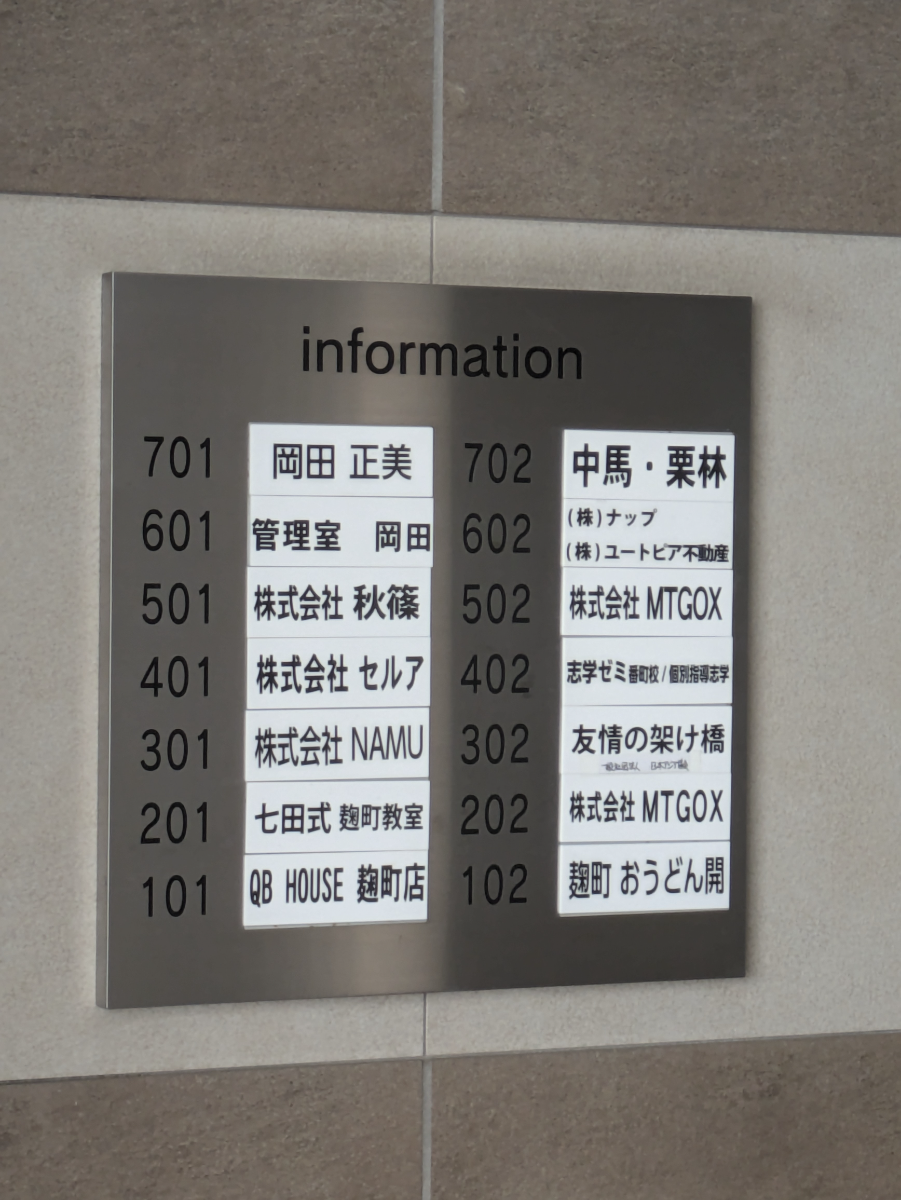 information
701 岡田 正美 702 中馬・栗林
601 管理室 岡田 602 (株)ナップ
(株)ユートピア不動産
501 株式会社 秋篠 502 株式会社 MTGOX
401 株式会社 セルア 402 志学ゼミ番町校/個別指導志学
301 株式会社 NAMU 302 友情の架け橋
201 七田式 麹町教室 202 株式会社 MTGOX
101 QB HOUSE 麹町店 102 麹町 おうどん開